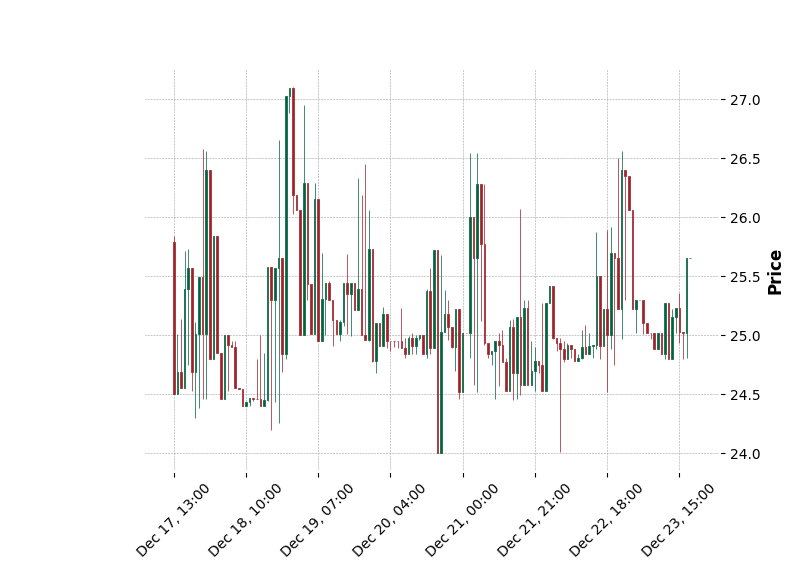 27.0
26.5
26.0
25.5
25.0
24.5
24.0
Price
Dec 17, 13:00
Dec 18, 10:00
Dec 19, 07:00
Dec 20, 04:00
Dec 21, 00:00
Dec 21, 21:00
Dec 22, 18:00
Dec 23, 15:00